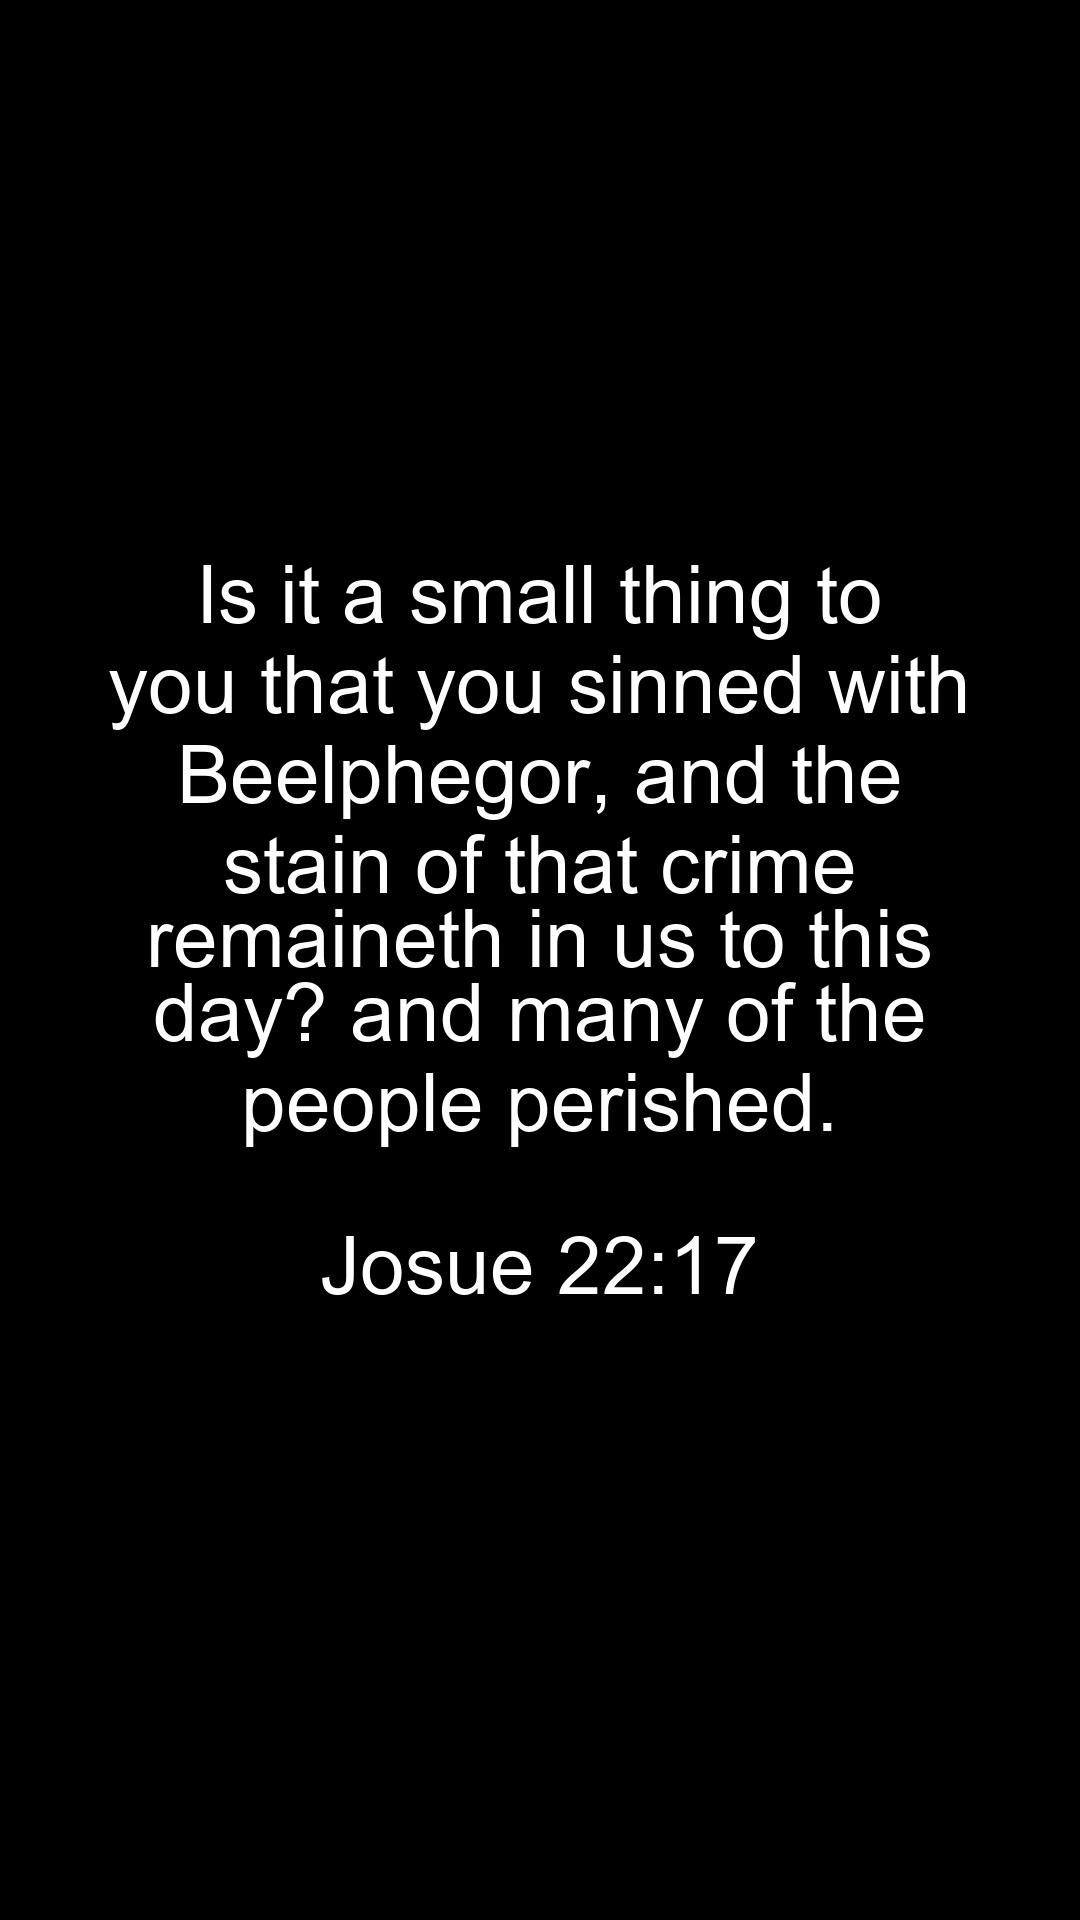 Is it a small thing to
you that you sinned with
Beelphegor, and the
stain of that crime
remaineth in us to this
day? and many of the
people perished.
Josue 22:17